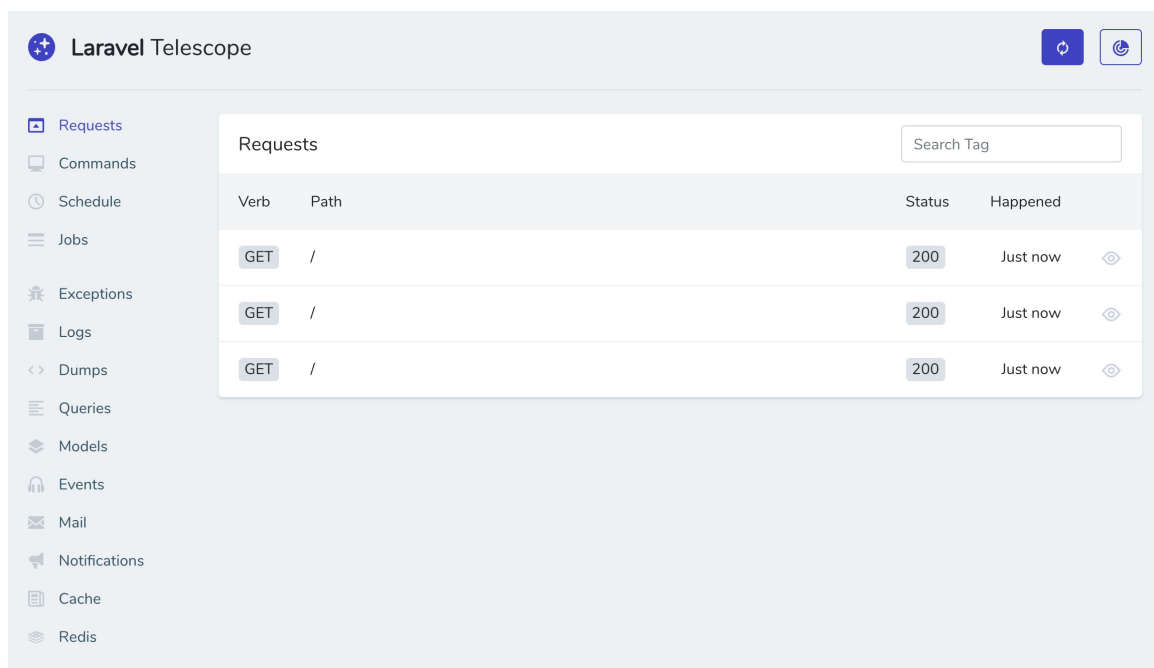 Laravel Telescope
Requests
Commands
Schedule
Jobs
Exceptions
Logs
Dumps
Queries
Models
Events
Mail
Notifications
Cache
Redis
Requests
Search Tag
Verb Path Status Happened
GET / 200 Just now
GET / 200 Just now
GET / 200 Just now